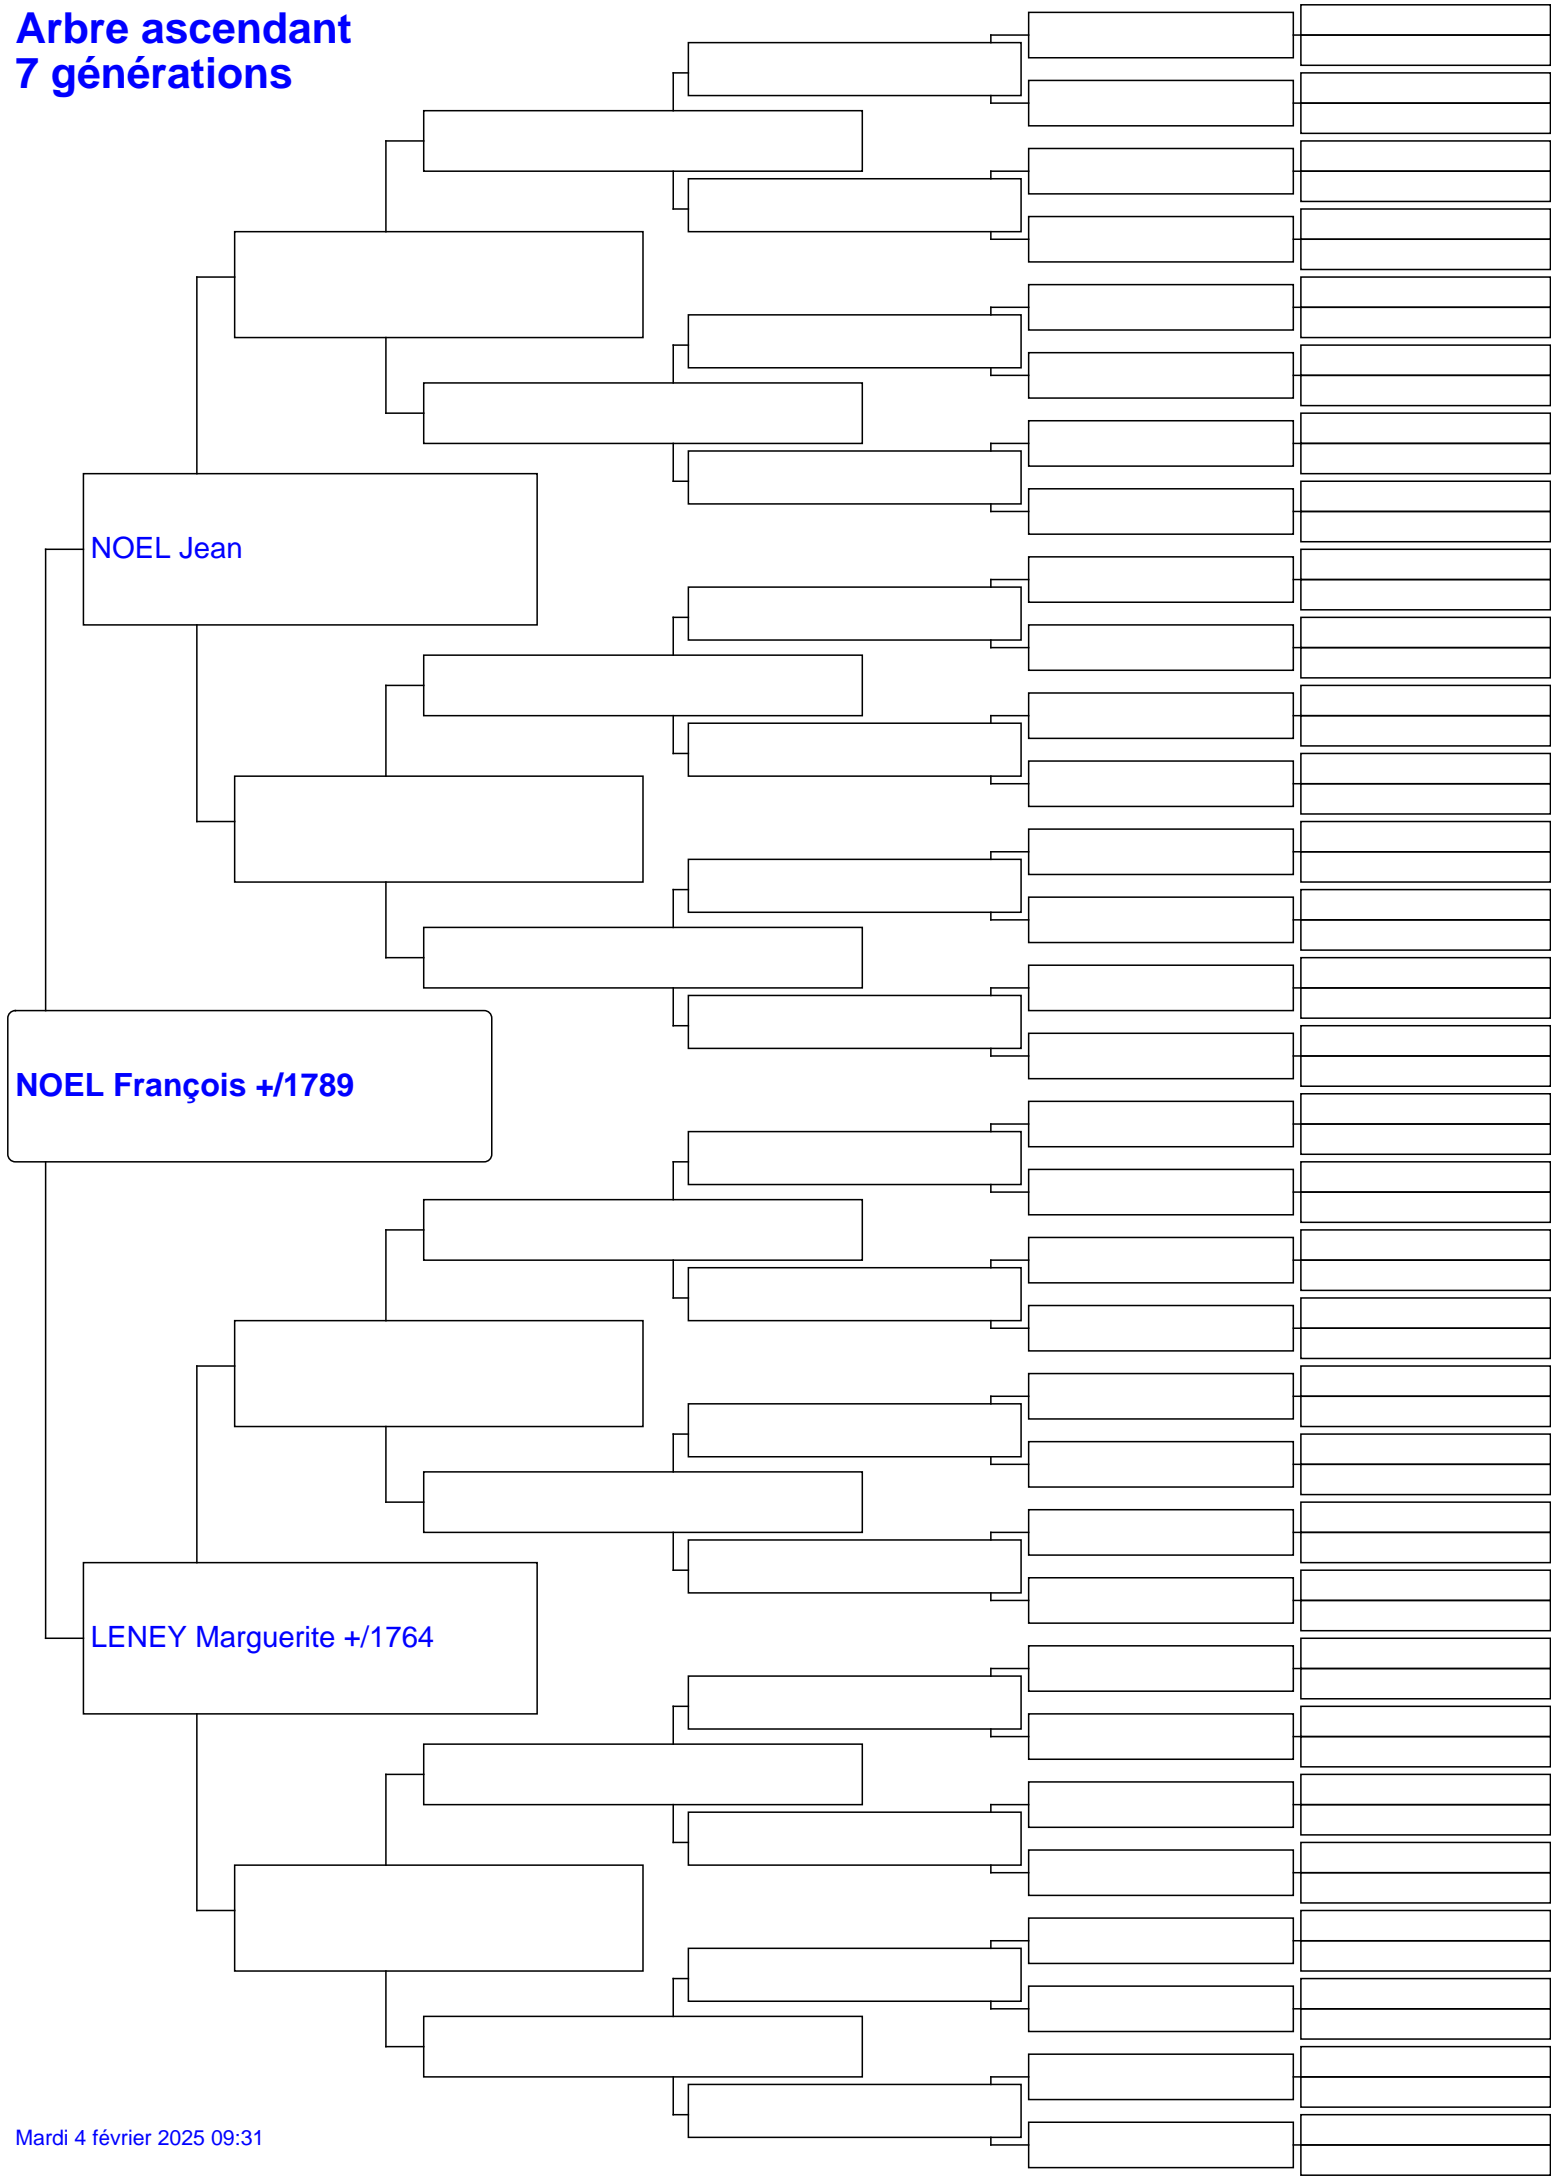 Arbre ascendant
7 générations
NOEL Jean
NOEL François +/1789
LENEY Marguerite +/1764
Mardi 4 février 2025 09:31